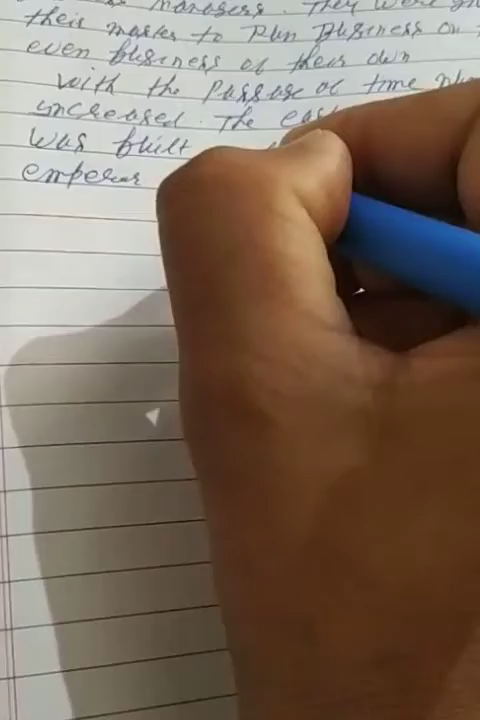 managers. They were
their master to Run Business on
even business of their own
with the passage of time
increased. The
was built
emperor